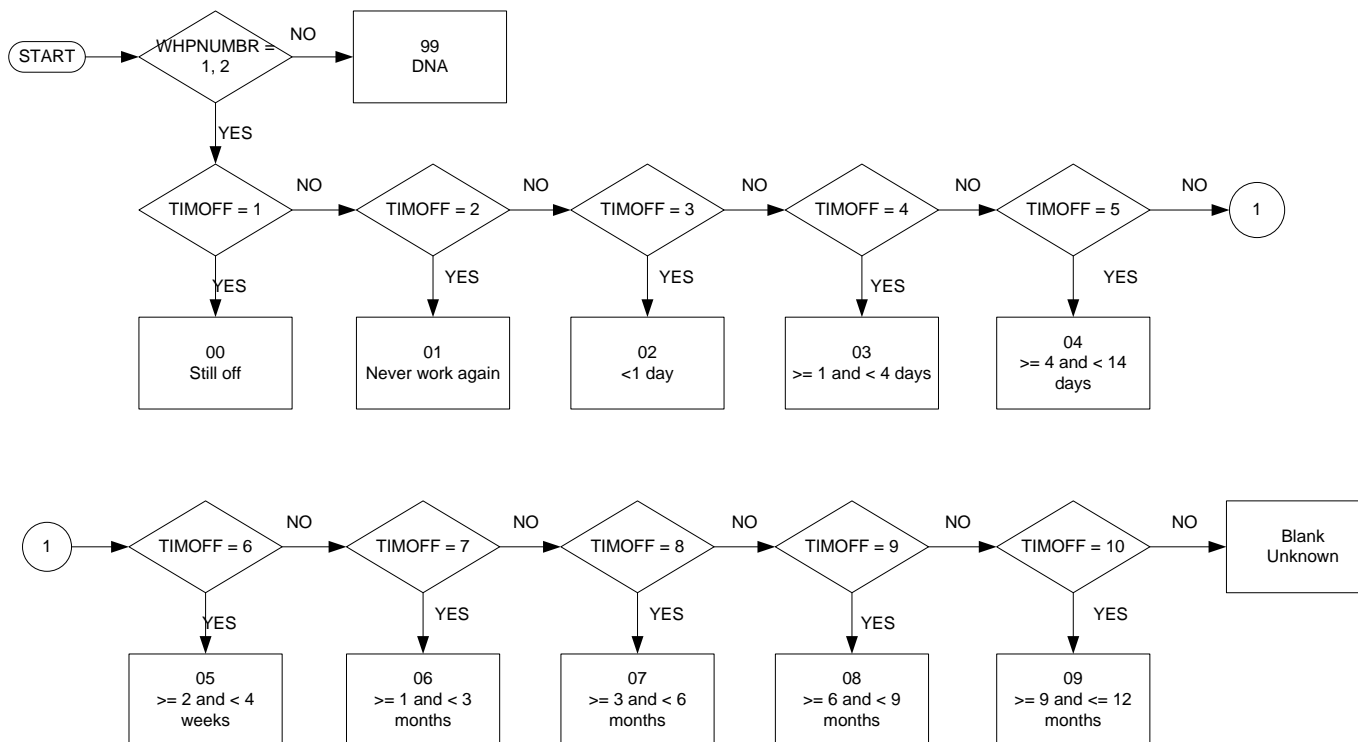 START
WHPNUMBR =
1, 2
NO
99
DNA
YES
TIMOFF = 1
NO
TIMOFF = 2
NO
TIMOFF = 3
NO
TIMOFF = 4
NO
TIMOFF = 5
NO
1
YES
YES
YES
YES
YES
00
Still off
01
Never work again
02
<1 day
03
>= 1 and < 4 days
04
>= 4 and < 14
days
1
TIMOFF = 6
NO
TIMOFF = 7
NO
TIMOFF = 8
NO
TIMOFF = 9
NO
TIMOFF = 10
NO
Blank
Unknown
YES
YES
YES
YES
YES
05
>= 2 and < 4
weeks
06
>= 1 and < 3
months
07
>= 3 and < 6
months
08
>= 6 and < 9
months
09
>= 9 and <= 12
months